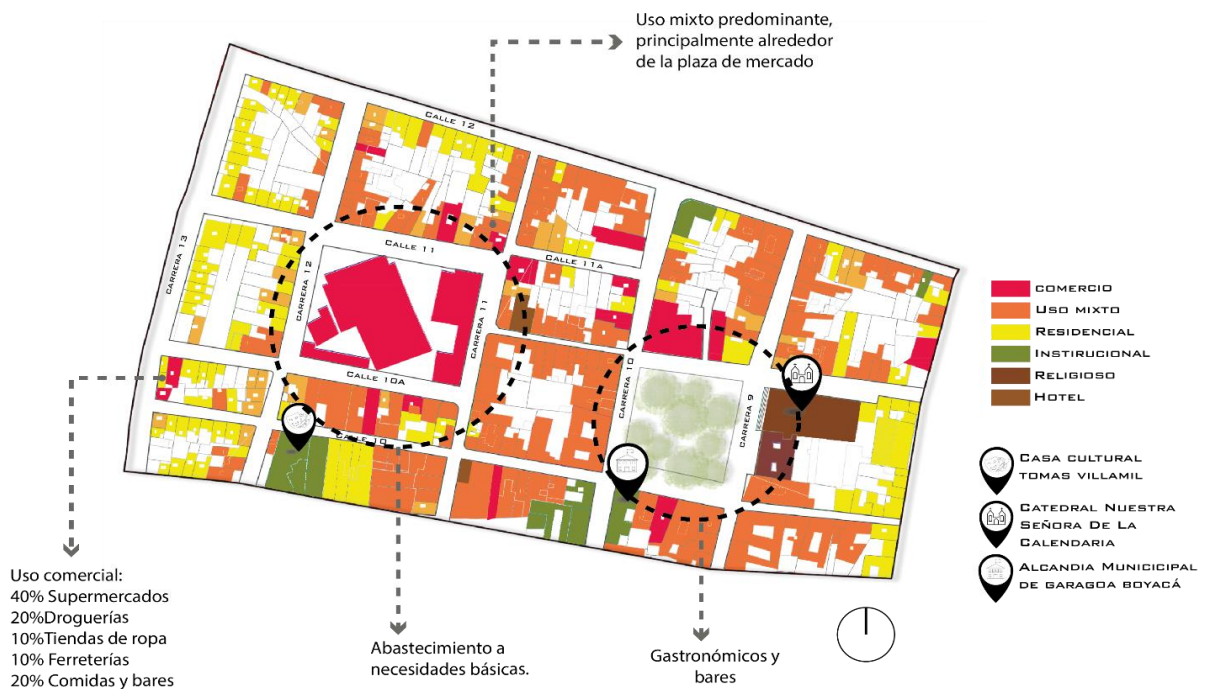 Uso mixto predominante,
principalmente alrededor
de la plaza de mercado
CALLE 12
CARRERA 13
CARRERA 12
CALLE 11
CALLE 11A
CARRERA 11
CALLE 10A
CALLE 10
CARRERA 10
CARRERA 9
COMERCIO
USO MIXTO
RESIDENCIAL
INSTIRUCIONAL
RELIGIOSO
HOTEL
CASA CULTURAL
TOMAS VILLAMIL
CATEDRAL NUESTRA
SEÑORA DE LA
CALENDARIA
ALCANDIA MUNICICIPAL
DE GARAGOA BOYACÁ
Uso comercial:
40% Supermercados
20%Droguerías
10%Tiendas de ropa
10% Ferreterías
20% Comidas y bares
Abastecimiento a
necesidades básicas.
Gastronómicos y
bares